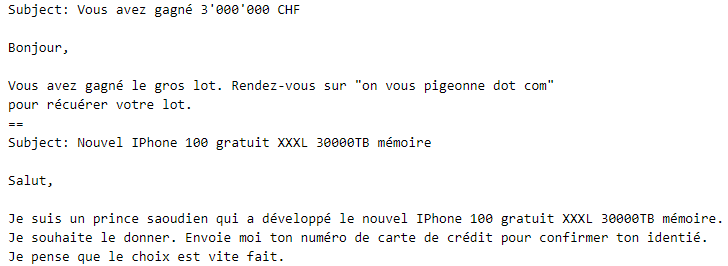 Subject: Vous avez gagné 3'000'000 CHF
Bonjour,
Vous avez gagné le gros lot. Rendez-vous sur "on vous pigeonne dot com"
pour récuérer votre lot.
==
Subject: Nouvel IPhone 100 gratuit XXXL 30000TB mémoire
Salut,
Je suis un prince saoudien qui a développé le nouvel IPhone 100 gratuit XXXL 30000TB mémoire.
Je souhaite le donner. Envoie moi ton numéro de carte de crédit pour confirmer ton identié.
Je pense que le choix est vite fait.